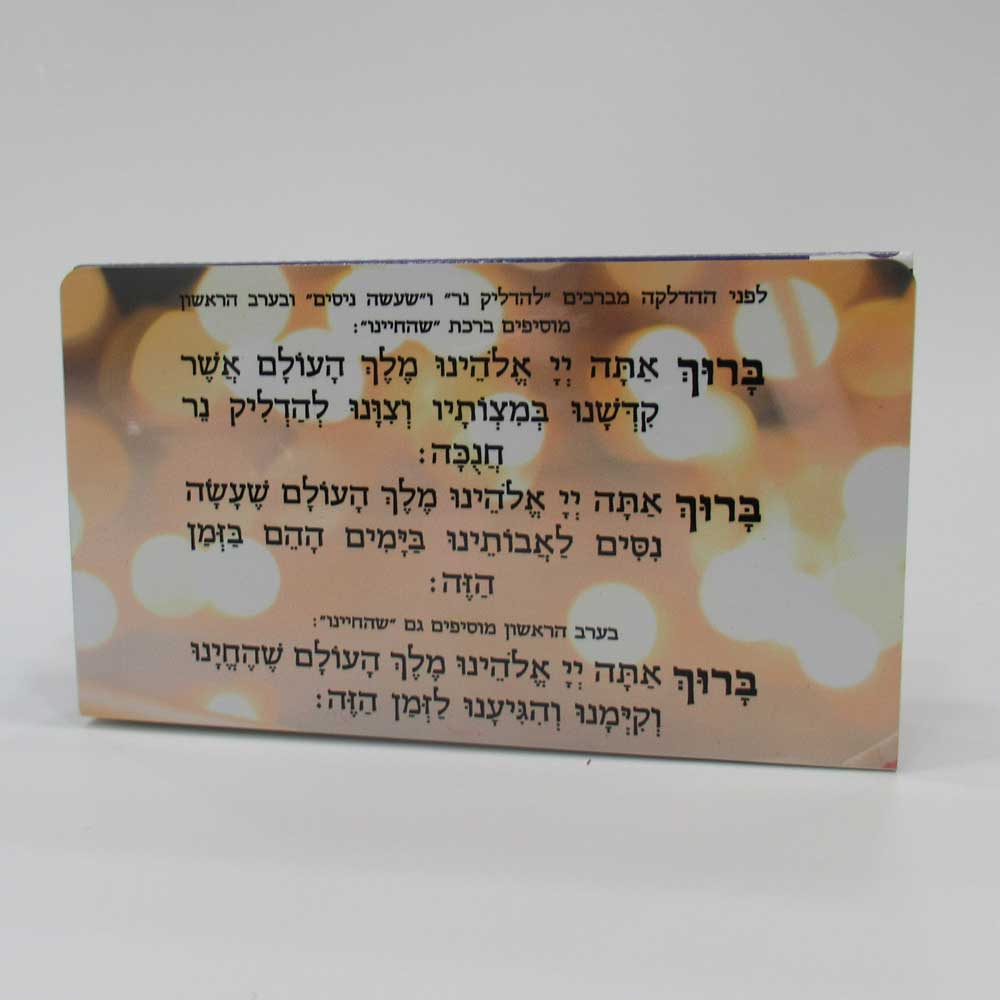 לפני ההדלקה מברכים "להדליק נר" ו"שעשה ניסים" ובערב הראשון
מוסיפים ברכת "שהחיינו":
בָּרוּךְ אַתָּה יְיָ אֱלֹהֵינוּ מֶלֶךְ הָעוֹלָם אֲשֶׁר
קִדְּשָׁנוּ בְּמִצְוֹתָיו וְצִוָּנוּ לְהַדְלִיק נֵר
חֲנֻכָּה:
בָּרוּךְ אַתָּה יְיָ אֱלֹהֵינוּ מֶלֶךְ הָעוֹלָם שֶׁעָשָׂה
נִסִּים לַאֲבוֹתֵינוּ בַּיָּמִים הָהֵם בַּזְּמַן
הַזֶּה:
בערב הראשון מוסיפים גם "שהחיינו":
בָּרוּךְ אַתָּה יְיָ אֱלֹהֵינוּ מֶלֶךְ הָעוֹלָם שֶׁהֶחֱיָנוּ
וְקִיְּמָנוּ וְהִגִּיעָנוּ לַזְּמַן הַזֶּה: